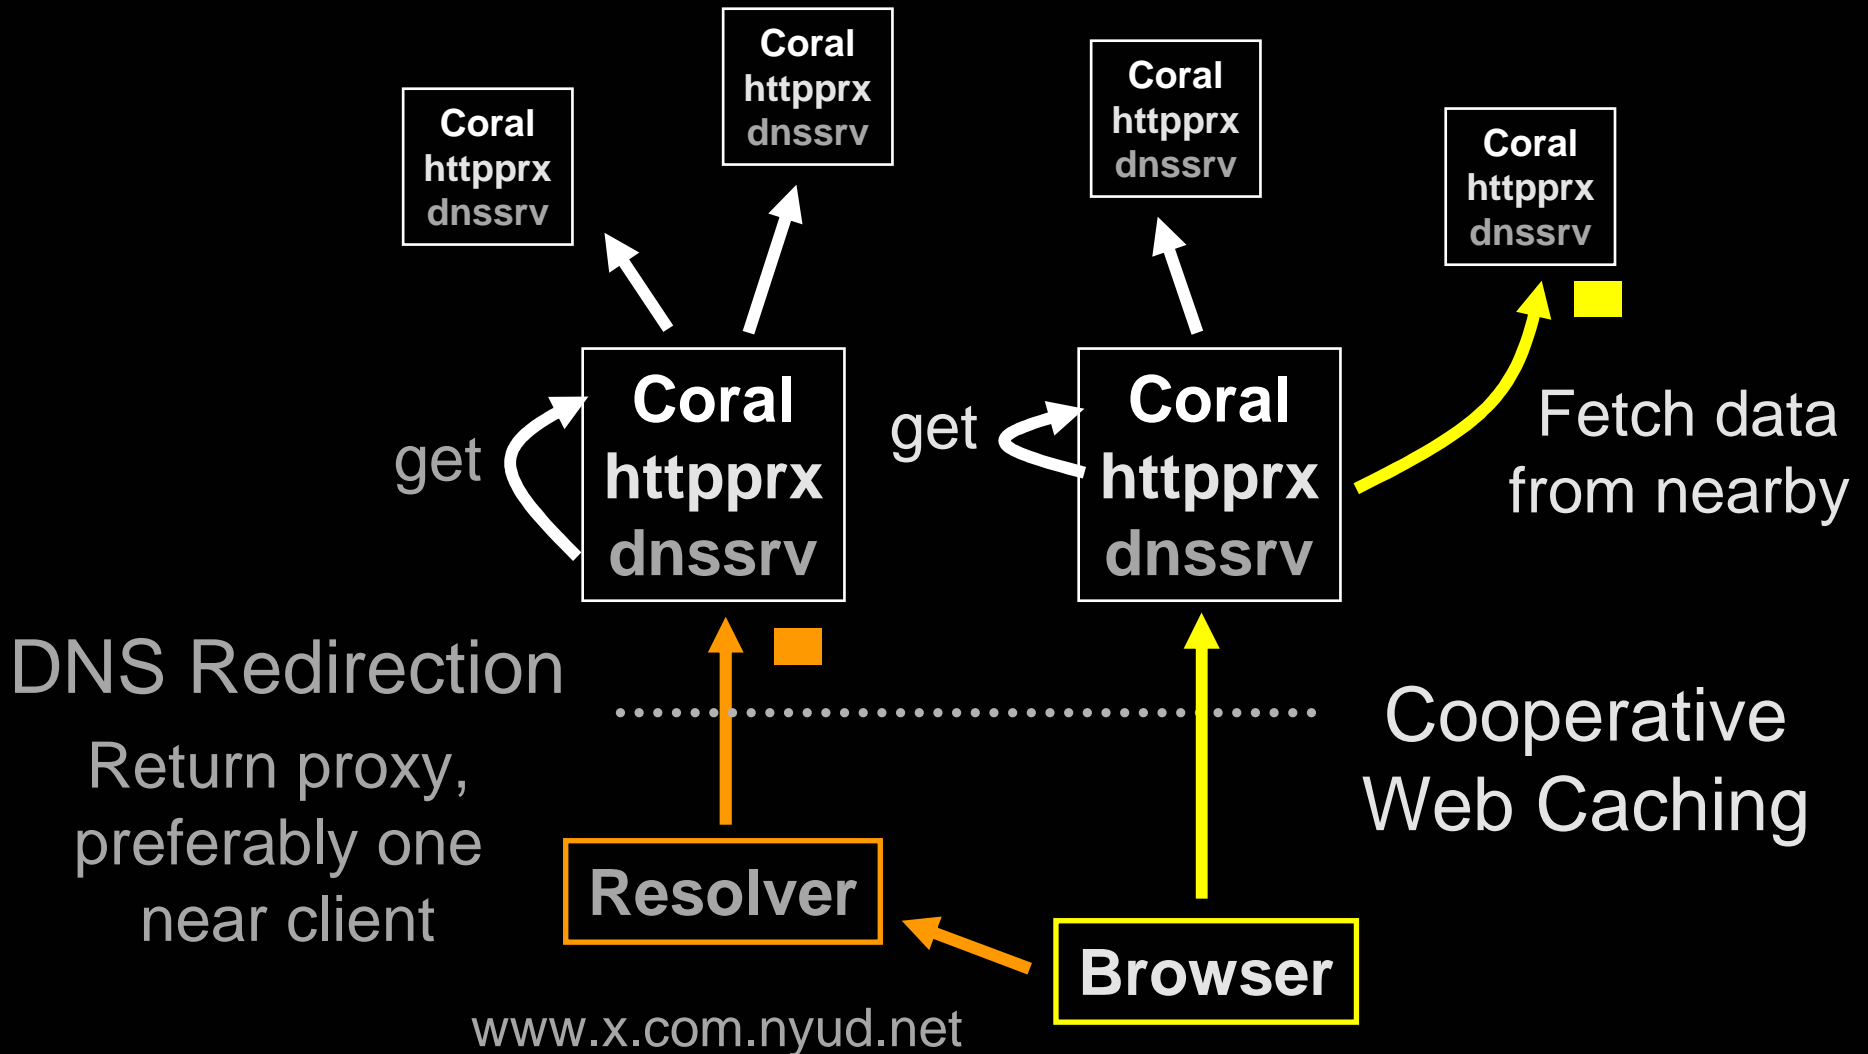 Coral
httpprx
dnssrv
Coral
httpprx
dnssrv
Coral
httpprx
dnssrv
Coral
httpprx
dnssrv
get
Coral
httpprx
dnssrv
get
Coral
httpprx
dnssrv
Fetch data
from nearby
DNS Redirection
Return proxy,
preferably one
near client
Cooperative
Web Caching
Resolver
Browser
www.x.com.nyud.net